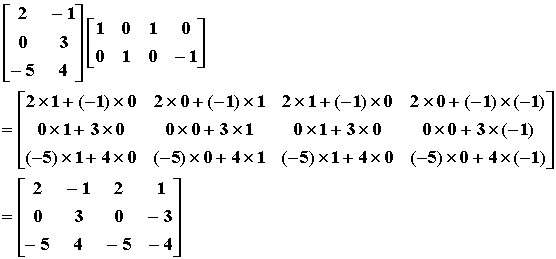 [ 2 −1 ] [ 1 0 1 0 ]
[ 0 3 ] [ 0 1 0 −1 ]
[ −5 4 ]
= [ 2×1+(−1)×0 2×0+(−1)×1 2×1+(−1)×0 2×0+(−1)×(−1) ]
[ 0×1+3×0 0×0+3×1 0×1+3×0 0×0+3×(−1) ]
[ (−5)×1+4×0 (−5)×0+4×1 (−5)×1+4×0 (−5)×0+4×(−1) ]
= [ 2 −1 2 1 ]
[ 0 3 0 −3 ]
[ −5 4 −5 −4 ]